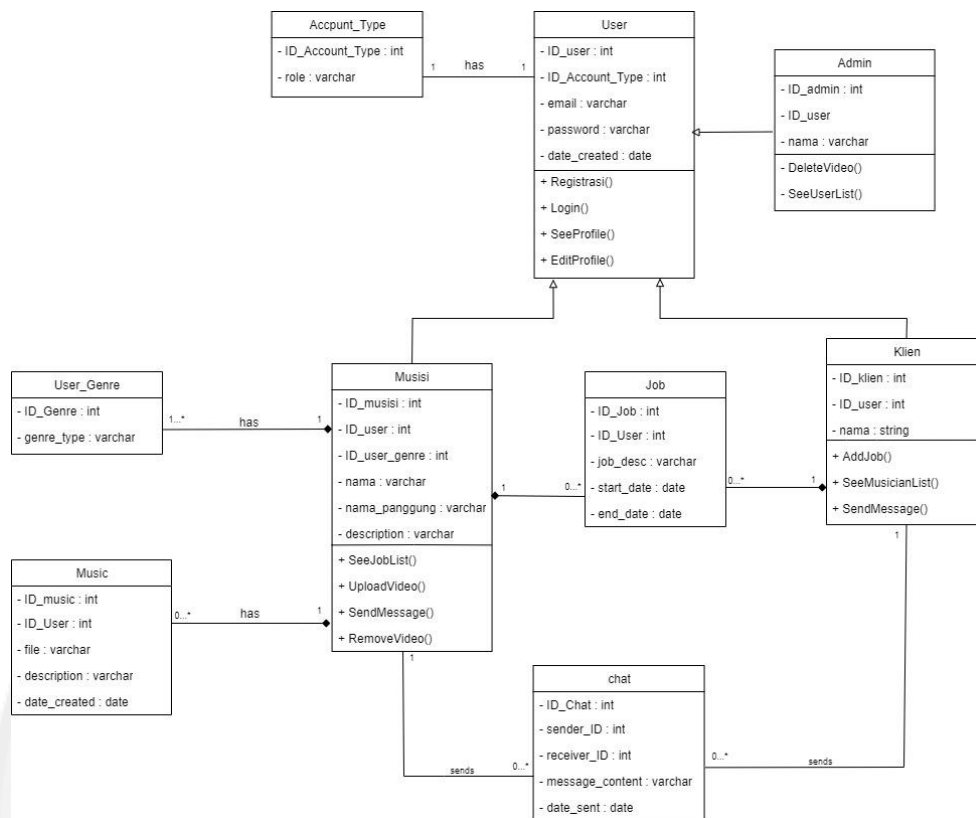 Accpunt_Type
- ID_Account_Type : int
- role : varchar
1
has
1
User
- ID_user : int
- ID_Account_Type : int
- email : varchar
- password : varchar
- date_created : date
+ Registrasi()
+ Login()
+ SeeProfile()
+ EditProfile()
Admin
- ID_admin : int
- ID_user
- nama : varchar
- DeleteVideo()
- SeeUserList()
User_Genre
- ID_Genre : int
- genre_type : varchar
1...*
has
1
Musisi
- ID_musisi : int
- ID_user : int
- ID_user_genre : int
- nama : varchar
- nama_panggung : varchar
- description : varchar
+ SeeJobList()
+ UploadVideo()
+ SendMessage()
+ RemoveVideo()
1
0...*
Job
- ID_Job : int
- ID_User : int
- job_desc : varchar
- start_date : date
- end_date : date
0...*
1
Klien
- ID_klien : int
- ID_user : int
- nama : string
+ AddJob()
+ SeeMusicianList()
+ SendMessage()
1
Music
- ID_music : int
- ID_User : int
- file : varchar
- description : varchar
- date_created : date
0...*
has
1
1
sends
0...*
chat
- ID_Chat : int
- sender_ID : int
- receiver_ID : int
- message_content : varchar
- date_sent : date
0...*
sends